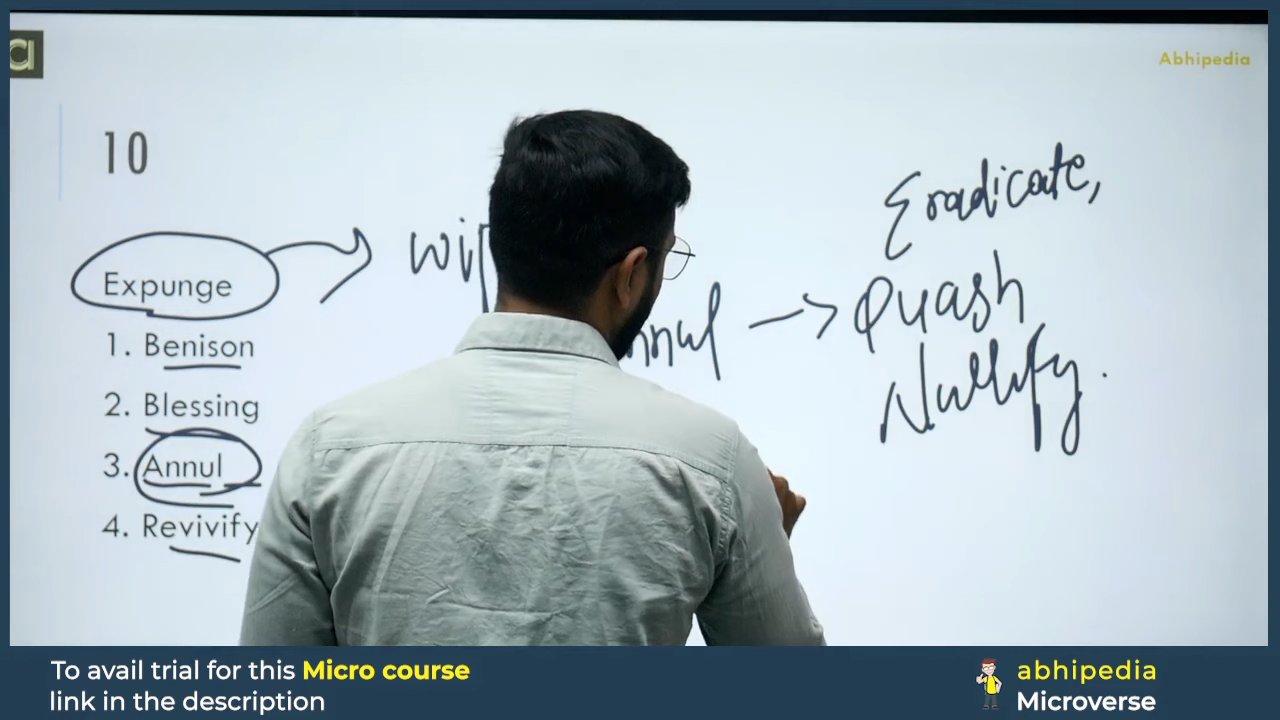 a
Abhipedia
10
Expunge
1. Benison
2. Blessing
3. Annul
4. Revivify
Eradicate,
Quash
Nullify.
To avail trial for this Micro course
link in the description
abhipedia
Microverse